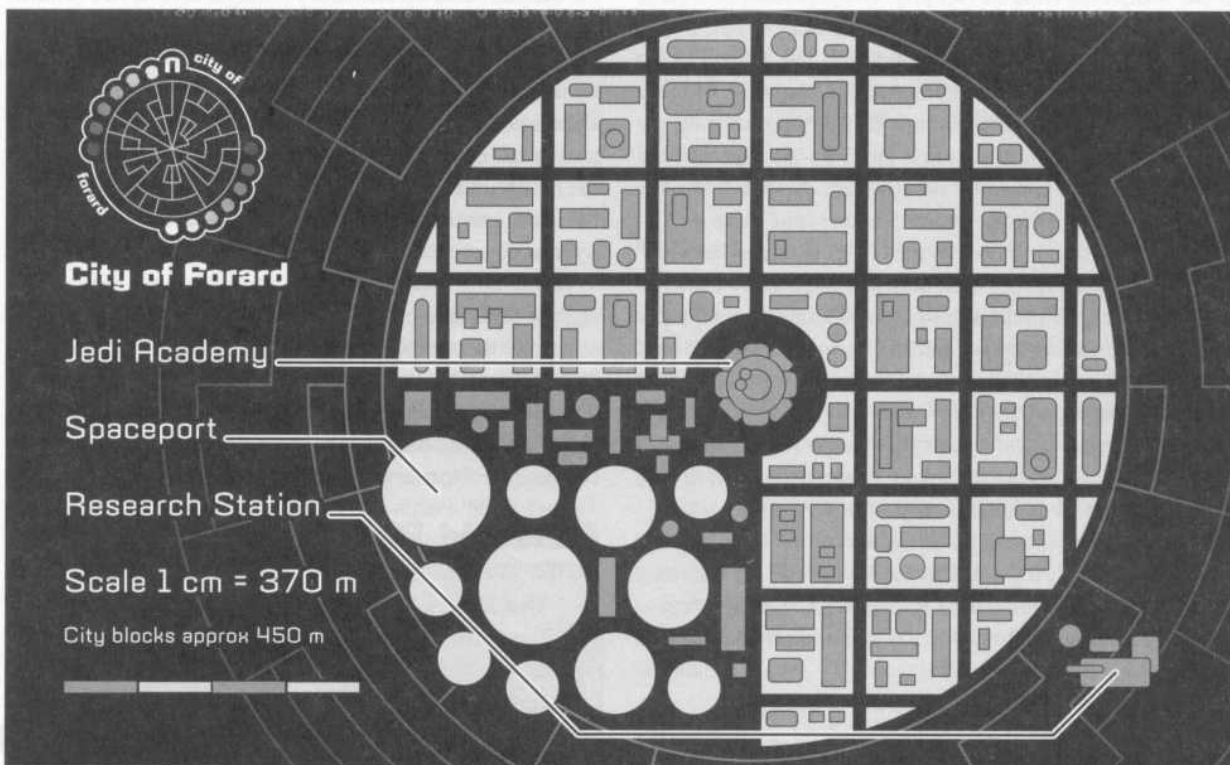 n
city of
forard
City of Forard
Jedi Academy
Spaceport
Research Station
Scale 1 cm = 370 m
City blocks approx 450 m